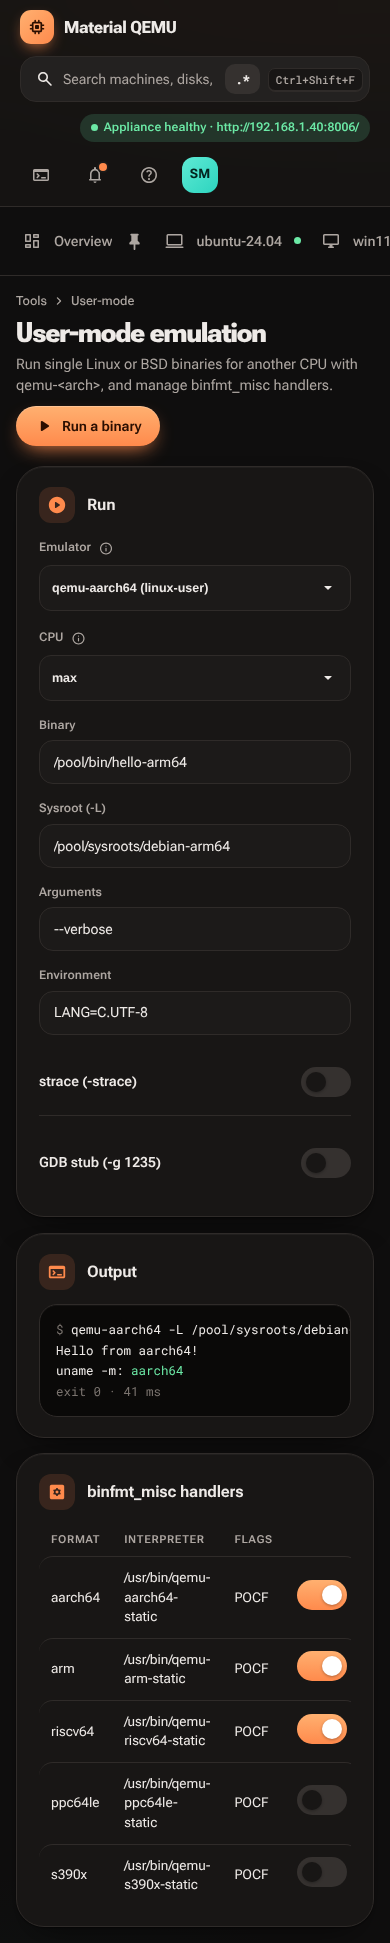 Material QEMU
Search machines, disks,
.*
Ctrl+Shift+F
Appliance healthy · http://192.168.1.40:8006/
SM
Overview
ubuntu-24.04
win11
Tools > User-mode
User-mode emulation
Run single Linux or BSD binaries for another CPU with
qemu-<arch>, and manage binfmt_misc handlers.
Run a binary
Run
Emulator
qemu-aarch64 (linux-user)
CPU
max
Binary
/pool/bin/hello-arm64
Sysroot (-L)
/pool/sysroots/debian-arm64
Arguments
--verbose
Environment
LANG=C.UTF-8
strace (-strace)
GDB stub (-g 1235)
Output
$ qemu-aarch64 -L /pool/sysroots/debian
Hello from aarch64!
uname -m: aarch64
exit 0 · 41 ms
binfmt_misc handlers
FORMAT INTERPRETER FLAGS
aarch64 /usr/bin/qemu-aarch64-static POCF
arm /usr/bin/qemu-arm-static POCF
riscv64 /usr/bin/qemu-riscv64-static POCF
ppc64le /usr/bin/qemu-ppc64le-static POCF
s390x /usr/bin/qemu-s390x-static POCF